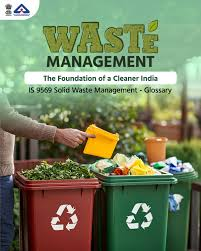 WASTE
MANAGEMENT
The Foundation of a Cleaner India
IS 9569 Solid Waste Management - Glossary